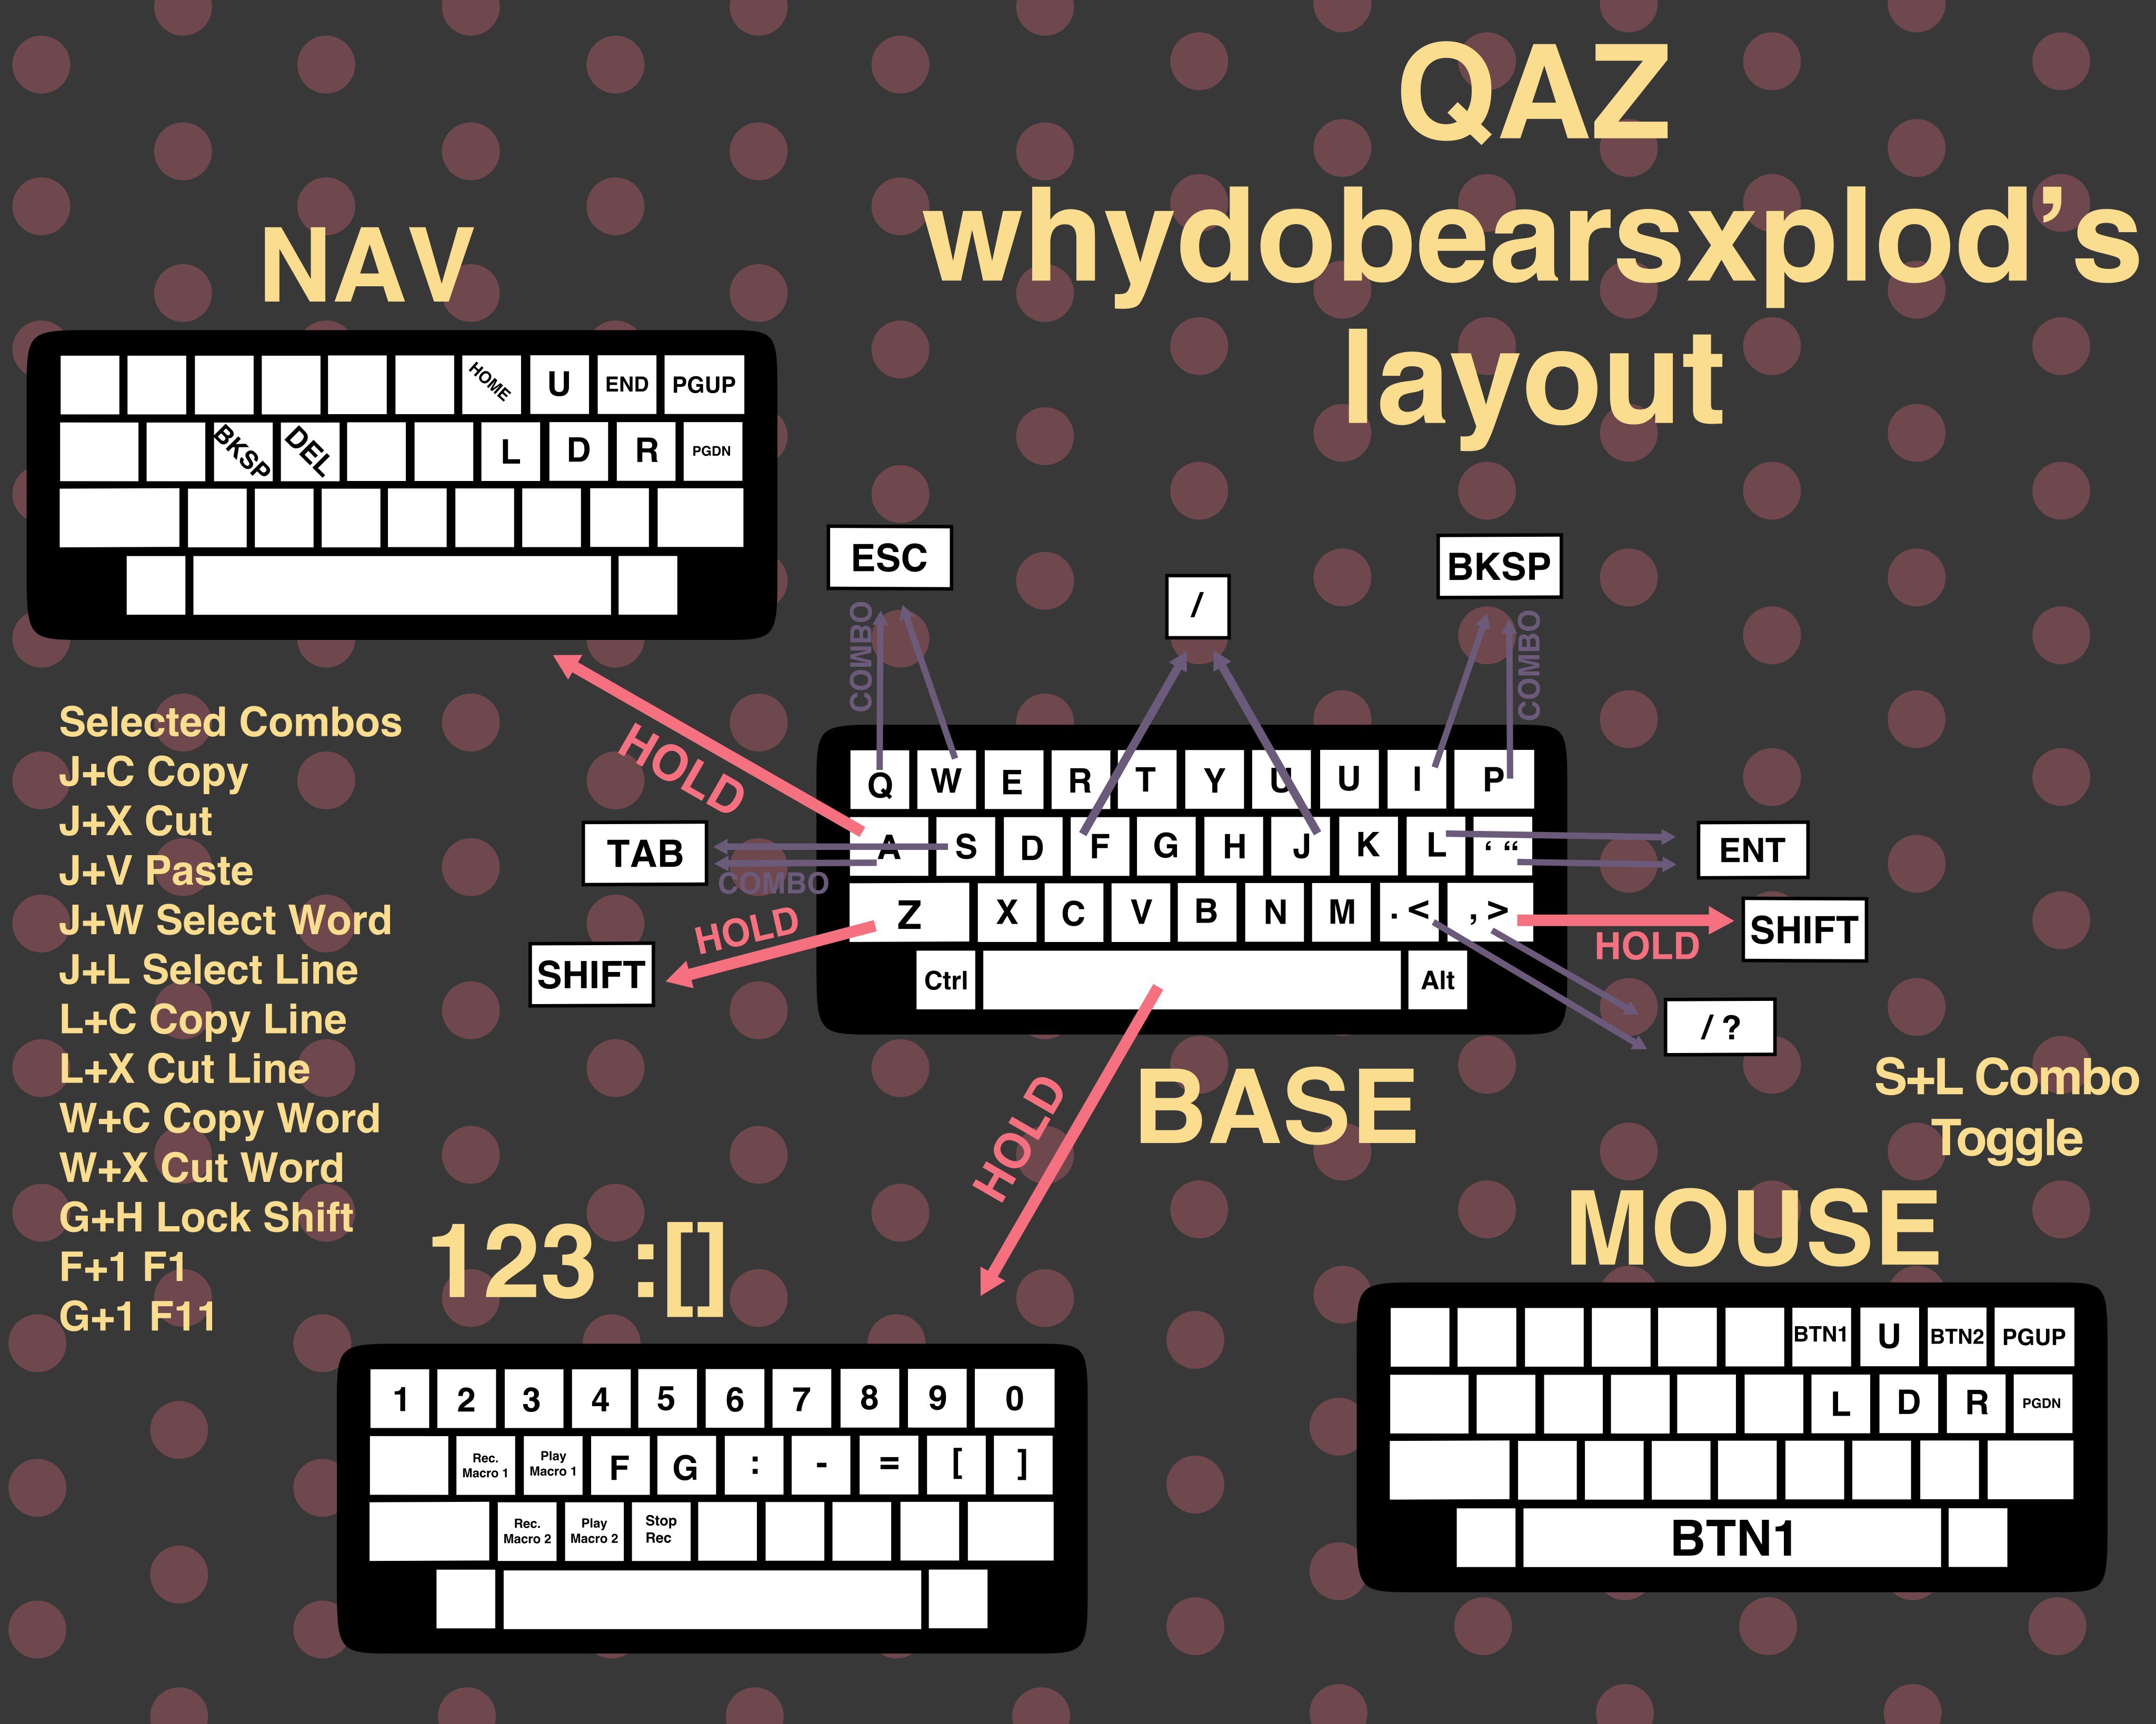 QAZ
whydobearsxplod’s
layout
NAV
HOME U END PGUP
BKSP DEL L D R PGDN
ESC
/
BKSP
COMBO
COMBO
HOLD
Selected Combos
J+C Copy
J+X Cut
J+V Paste
J+W Select Word
J+L Select Line
L+C Copy Line
L+X Cut Line
W+C Copy Word
W+X Cut Word
G+H Lock Shift
F+1 F1
G+1 F11
Q W E R T Y U U I P
A S D F G H J K L ‘ “
Z X C V B N M . < , >
Ctrl Alt
TAB
COMBO
HOLD
SHIFT
ENT
SHIFT
HOLD
/ ?
HOLD
BASE
S+L Combo
Toggle
123 :[]
1 2 3 4 5 6 7 8 9 0
Rec. Macro 1 Play Macro 1 F G : - = [ ]
Rec. Macro 2 Play Macro 2 Stop Rec
MOUSE
BTN1 U BTN2 PGUP
L D R PGDN
BTN1